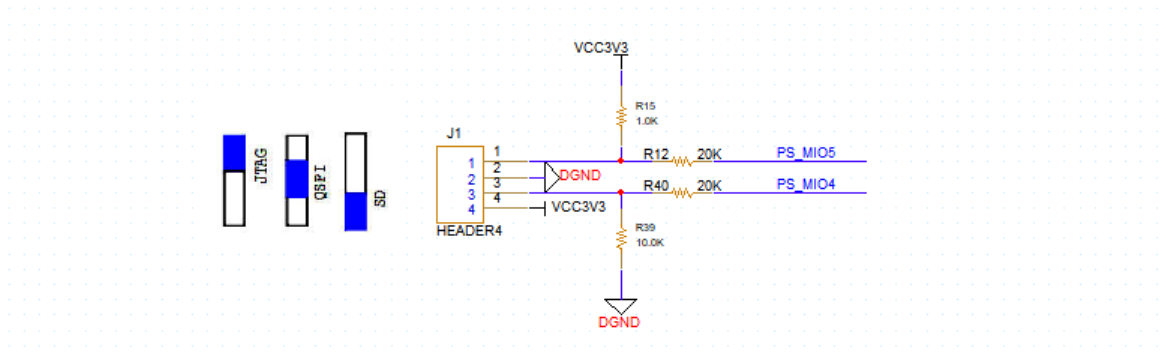 VCC3V3
R15
1.0K
J1
1
1
R12
20K
PS_MIO5
2
2
DGND
3
3
R40
20K
PS_MIO4
4
4
VCC3V3
HEADER4
R39
10.0K
DGND
JTAG
QSPI
SD